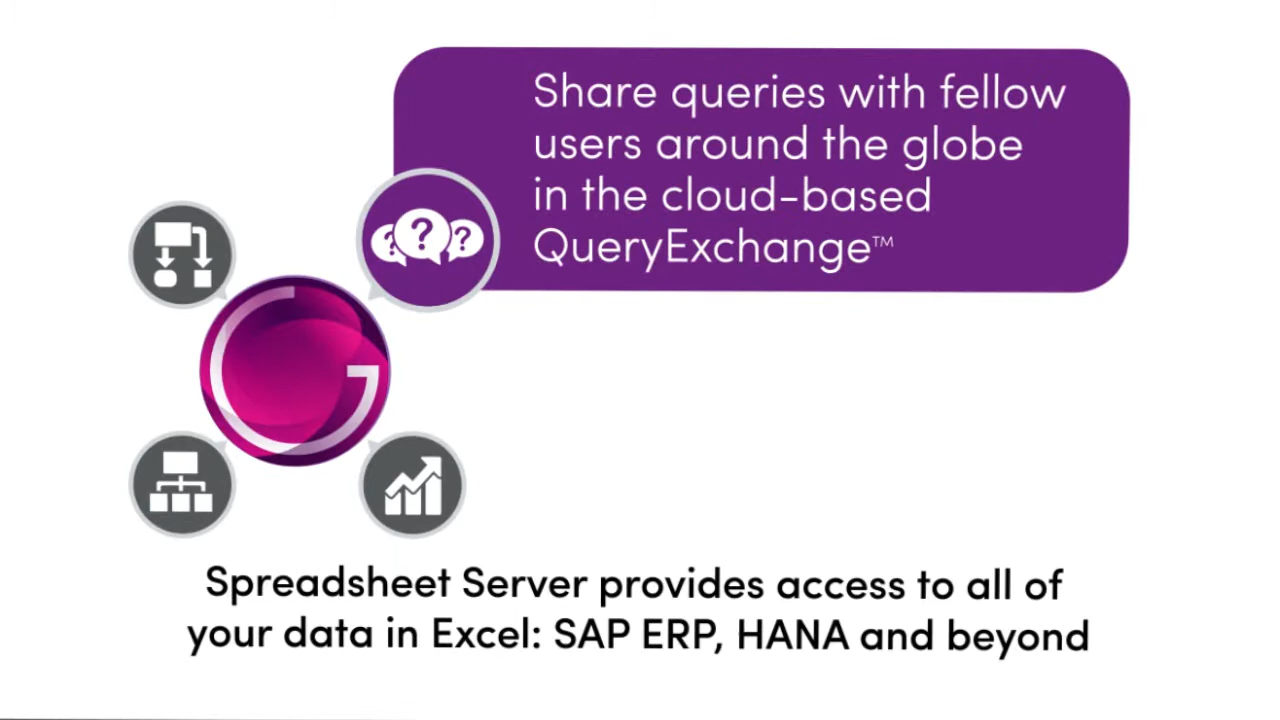 Share queries with fellow
users around the globe
in the cloud-based
QueryExchange™
? ? ?
Spreadsheet Server provides access to all of
your data in Excel: SAP ERP, HANA and beyond